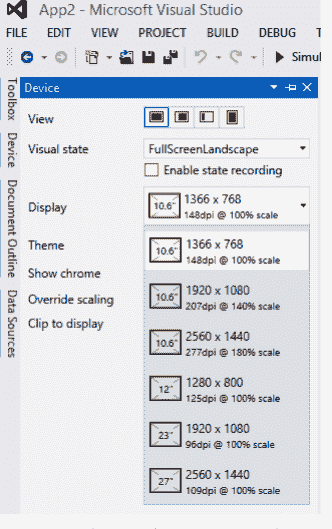 App2 - Microsoft Visual Studio
FILE EDIT VIEW PROJECT BUILD DEBUG
Simul
Toolbox
Device
Document Outline
Data Sources
Device
View
Visual state FullScreenLandscape
Enable state recording
Display 10.6" 1366 x 768
148dpi @ 100% scale
Theme
Show chrome
Override scaling
Clip to display
10.6" 1366 x 768
148dpi @ 100% scale
10.6" 1920 x 1080
207dpi @ 140% scale
10.6" 2560 x 1440
277dpi @ 180% scale
12" 1280 x 800
125dpi @ 100% scale
23" 1920 x 1080
96dpi @ 100% scale
27" 2560 x 1440
109dpi @ 100% scale